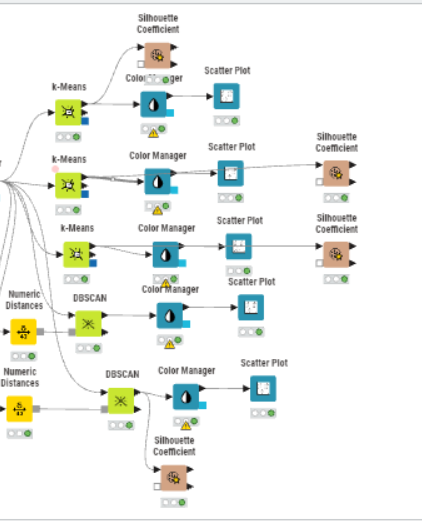 Silhouette
Coefficient
k-Means
Color Manager
Scatter Plot
k-Means
Color Manager
Scatter Plot
Silhouette
Coefficient
k-Means
Color Manager
Scatter Plot
Silhouette
Coefficient
Numeric
Distances
DBSCAN
Color Manager
Scatter Plot
Numeric
Distances
DBSCAN
Color Manager
Scatter Plot
Silhouette
Coefficient